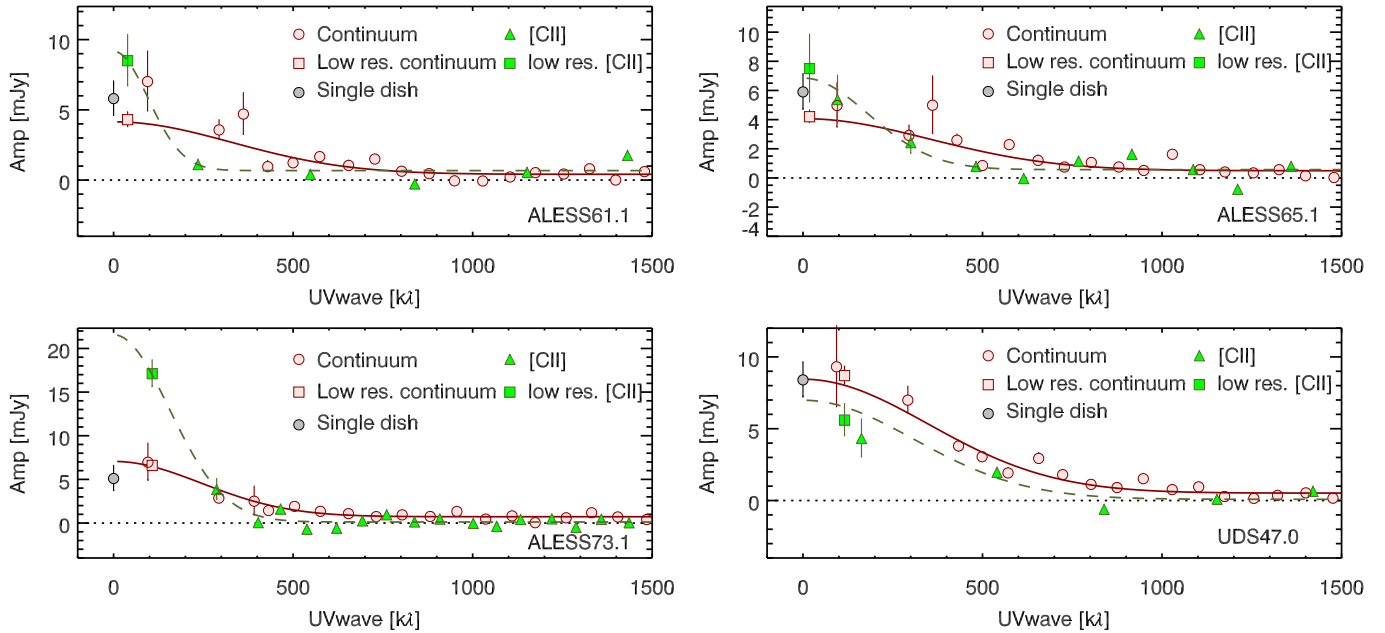 Continuum
[CII]
Low res. continuum
low res. [CII]
Single dish
10
5
0
Amp [mJy]
ALESS61.1
0
500
1000
1500
UVwave [kλ]
Continuum
[CII]
Low res. continuum
low res. [CII]
Single dish
10
8
6
4
2
0
-2
-4
Amp [mJy]
ALESS65.1
0
500
1000
1500
UVwave [kλ]
Continuum
[CII]
Low res. continuum
low res. [CII]
Single dish
20
15
10
5
0
Amp [mJy]
ALESS73.1
0
500
1000
1500
UVwave [kλ]
Continuum
[CII]
Low res. continuum
low res. [CII]
Single dish
10
5
0
Amp [mJy]
UDS47.0
0
500
1000
1500
UVwave [kλ]